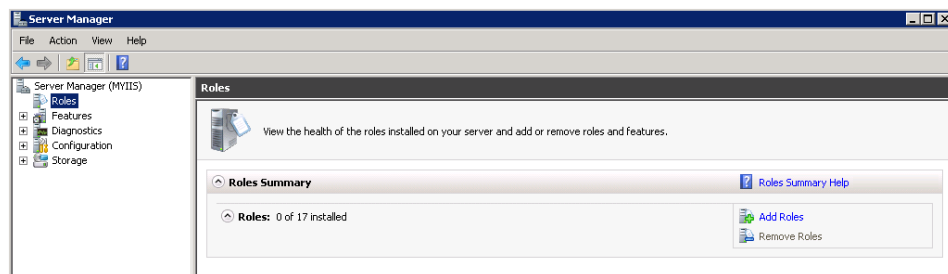 Server Manager
File Action View Help
Server Manager (MYIIS)
Roles
Features
Diagnostics
Configuration
Storage
Roles
View the health of the roles installed on your server and add or remove roles and features.
Roles Summary
Roles Summary Help
Roles: 0 of 17 installed
Add Roles
Remove Roles